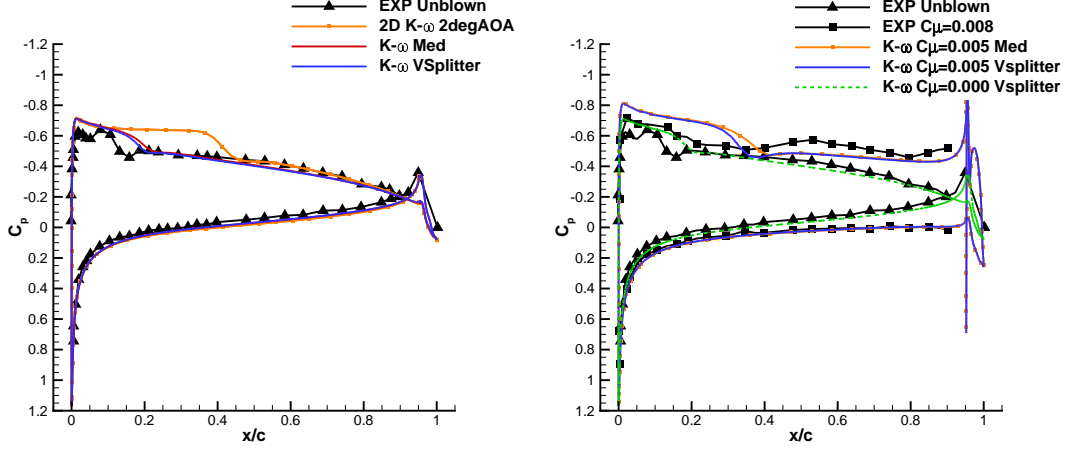 EXP Unblown
2D K-ω 2degAOA
K-ω Med
K-ω VSplitter
-1.2
-1
-0.8
-0.6
-0.4
-0.2
0
0.2
0.4
0.6
0.8
1
1.2
Cp
0 0.2 0.4 0.6 0.8 1
x/c
EXP Unblown
EXP Cμ=0.008
K-ω Cμ=0.005 Med
K-ω Cμ=0.005 Vsplitter
K-ω Cμ=0.000 Vsplitter
-1.2
-1
-0.8
-0.6
-0.4
-0.2
0
0.2
0.4
0.6
0.8
1
1.2
Cp
0 0.2 0.4 0.6 0.8 1
x/c